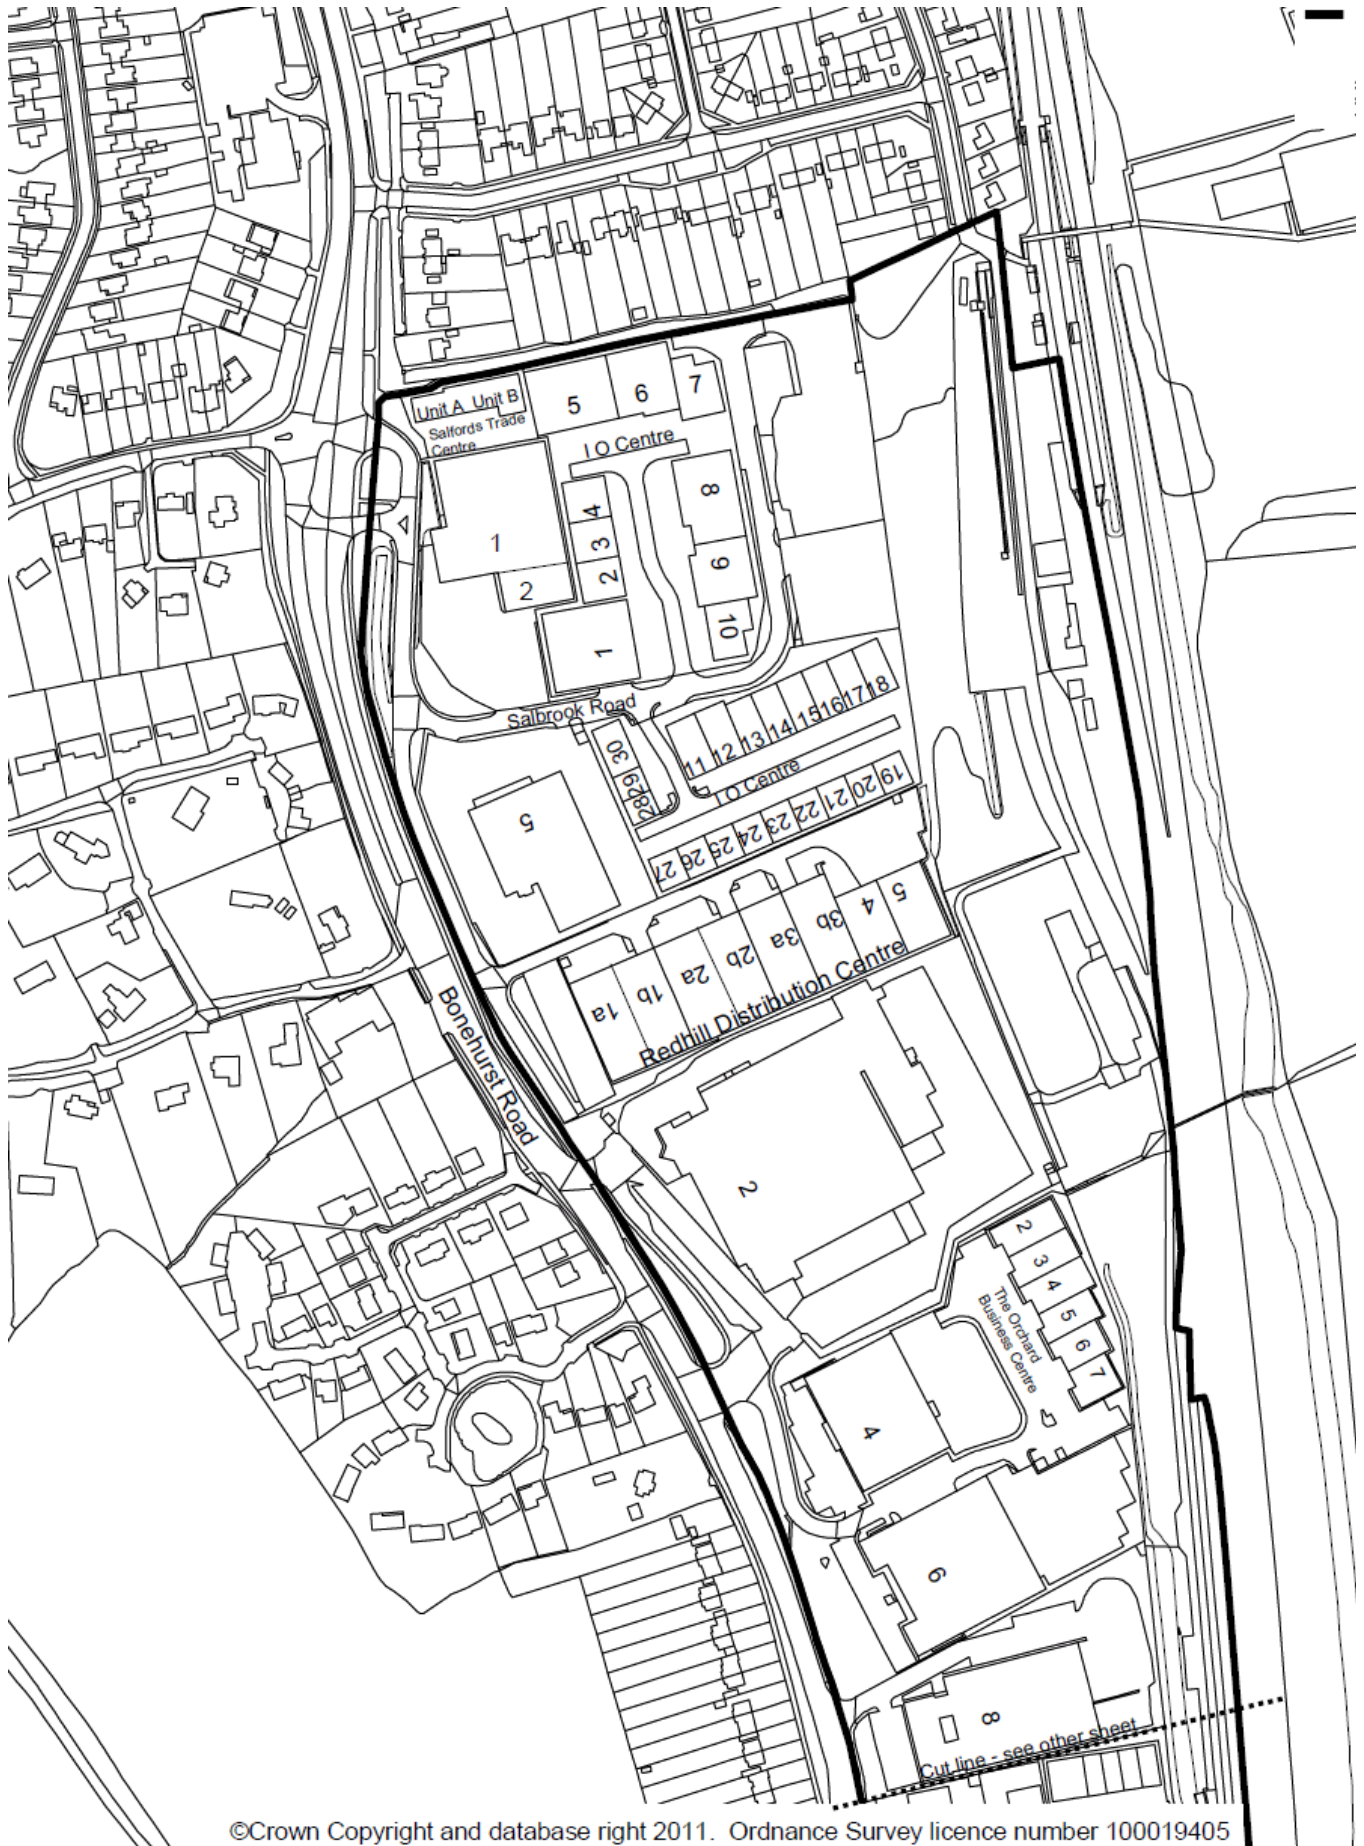 Unit A Unit B
Salfords Trade
Centre
5
6
7
I O Centre
4
3
2
1
1
2
8
9
10
Salbrook Road
30
29
28
11
12
13
14
15
16
17
18
I O Centre
19
20
21
22
23
24
25
26
27
5
1a
1b
2a
2b
3a
3b
4
5
Redhill Distribution Centre
Bonehurst Road
2
2
3
4
5
6
7
The Orchard
Business Centre
4
6
8
Cut line - see other sheet
©Crown Copyright and database right 2011. Ordnance Survey licence number 100019405